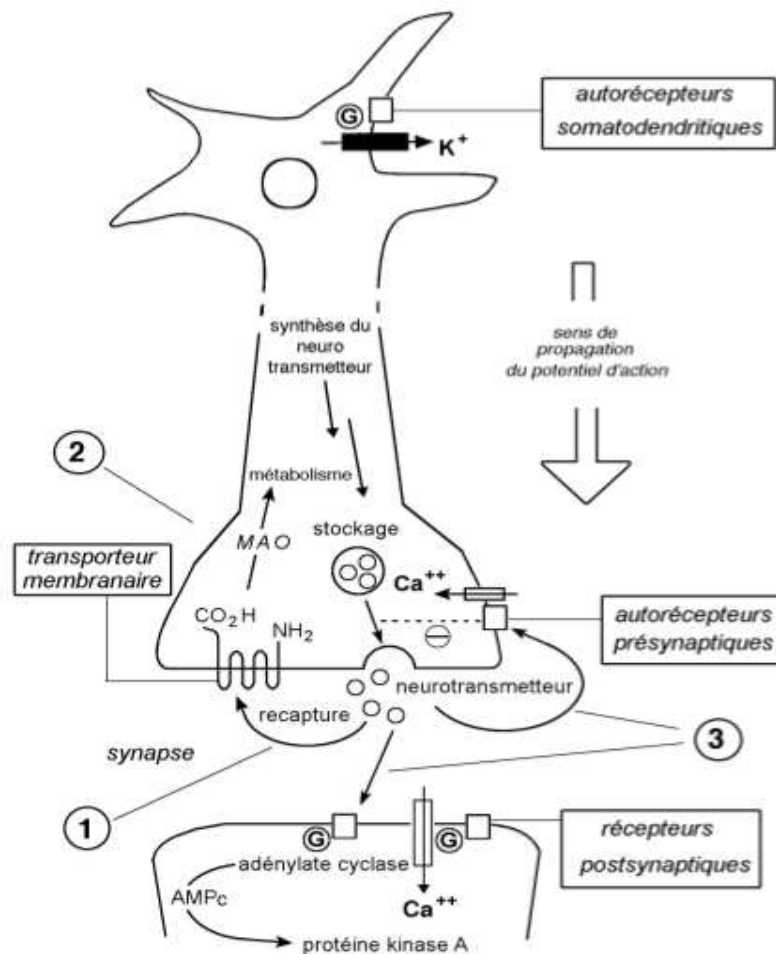 autorécepteurs
somatodendritiques
G
K+
synthèse du
neuro
transmetteur
sens de
propagation
du potentiel d'action
2
métabolisme
stockage
MAO
transporteur
membranaire
Ca++
CO2H
NH2
autorécepteurs
présynaptiques
neurotransmetteur
recapture
3
synapse
1
G
G
récepteurs
postsynaptiques
adénylate cyclase
AMPc
Ca++
protéine kinase A